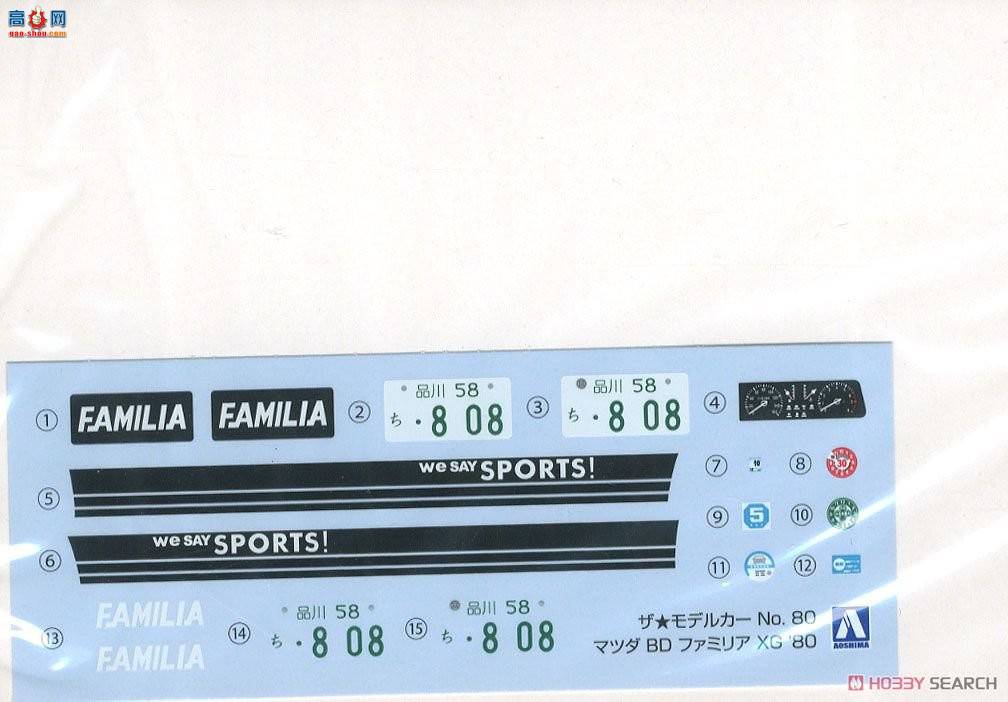 高手网
gao-shou.com
① FAMILIA FAMILIA
② 品川 58
ち ・8 08
③ 品川 58
ち ・8 08
④
⑤ we SAY SPORTS!
⑥ we SAY SPORTS!
⑦ 10
⑧ 30
⑨ 5
⑩
⑪
⑫
⑬ FAMILIA
FAMILIA
⑭ 品川 58
ち ・8 08
⑮ 品川 58
ち ・8 08
ザ★モデルカー No. 80
マツダ BD ファミリア XG '80
AOSHIMA
HOBBY SEARCH